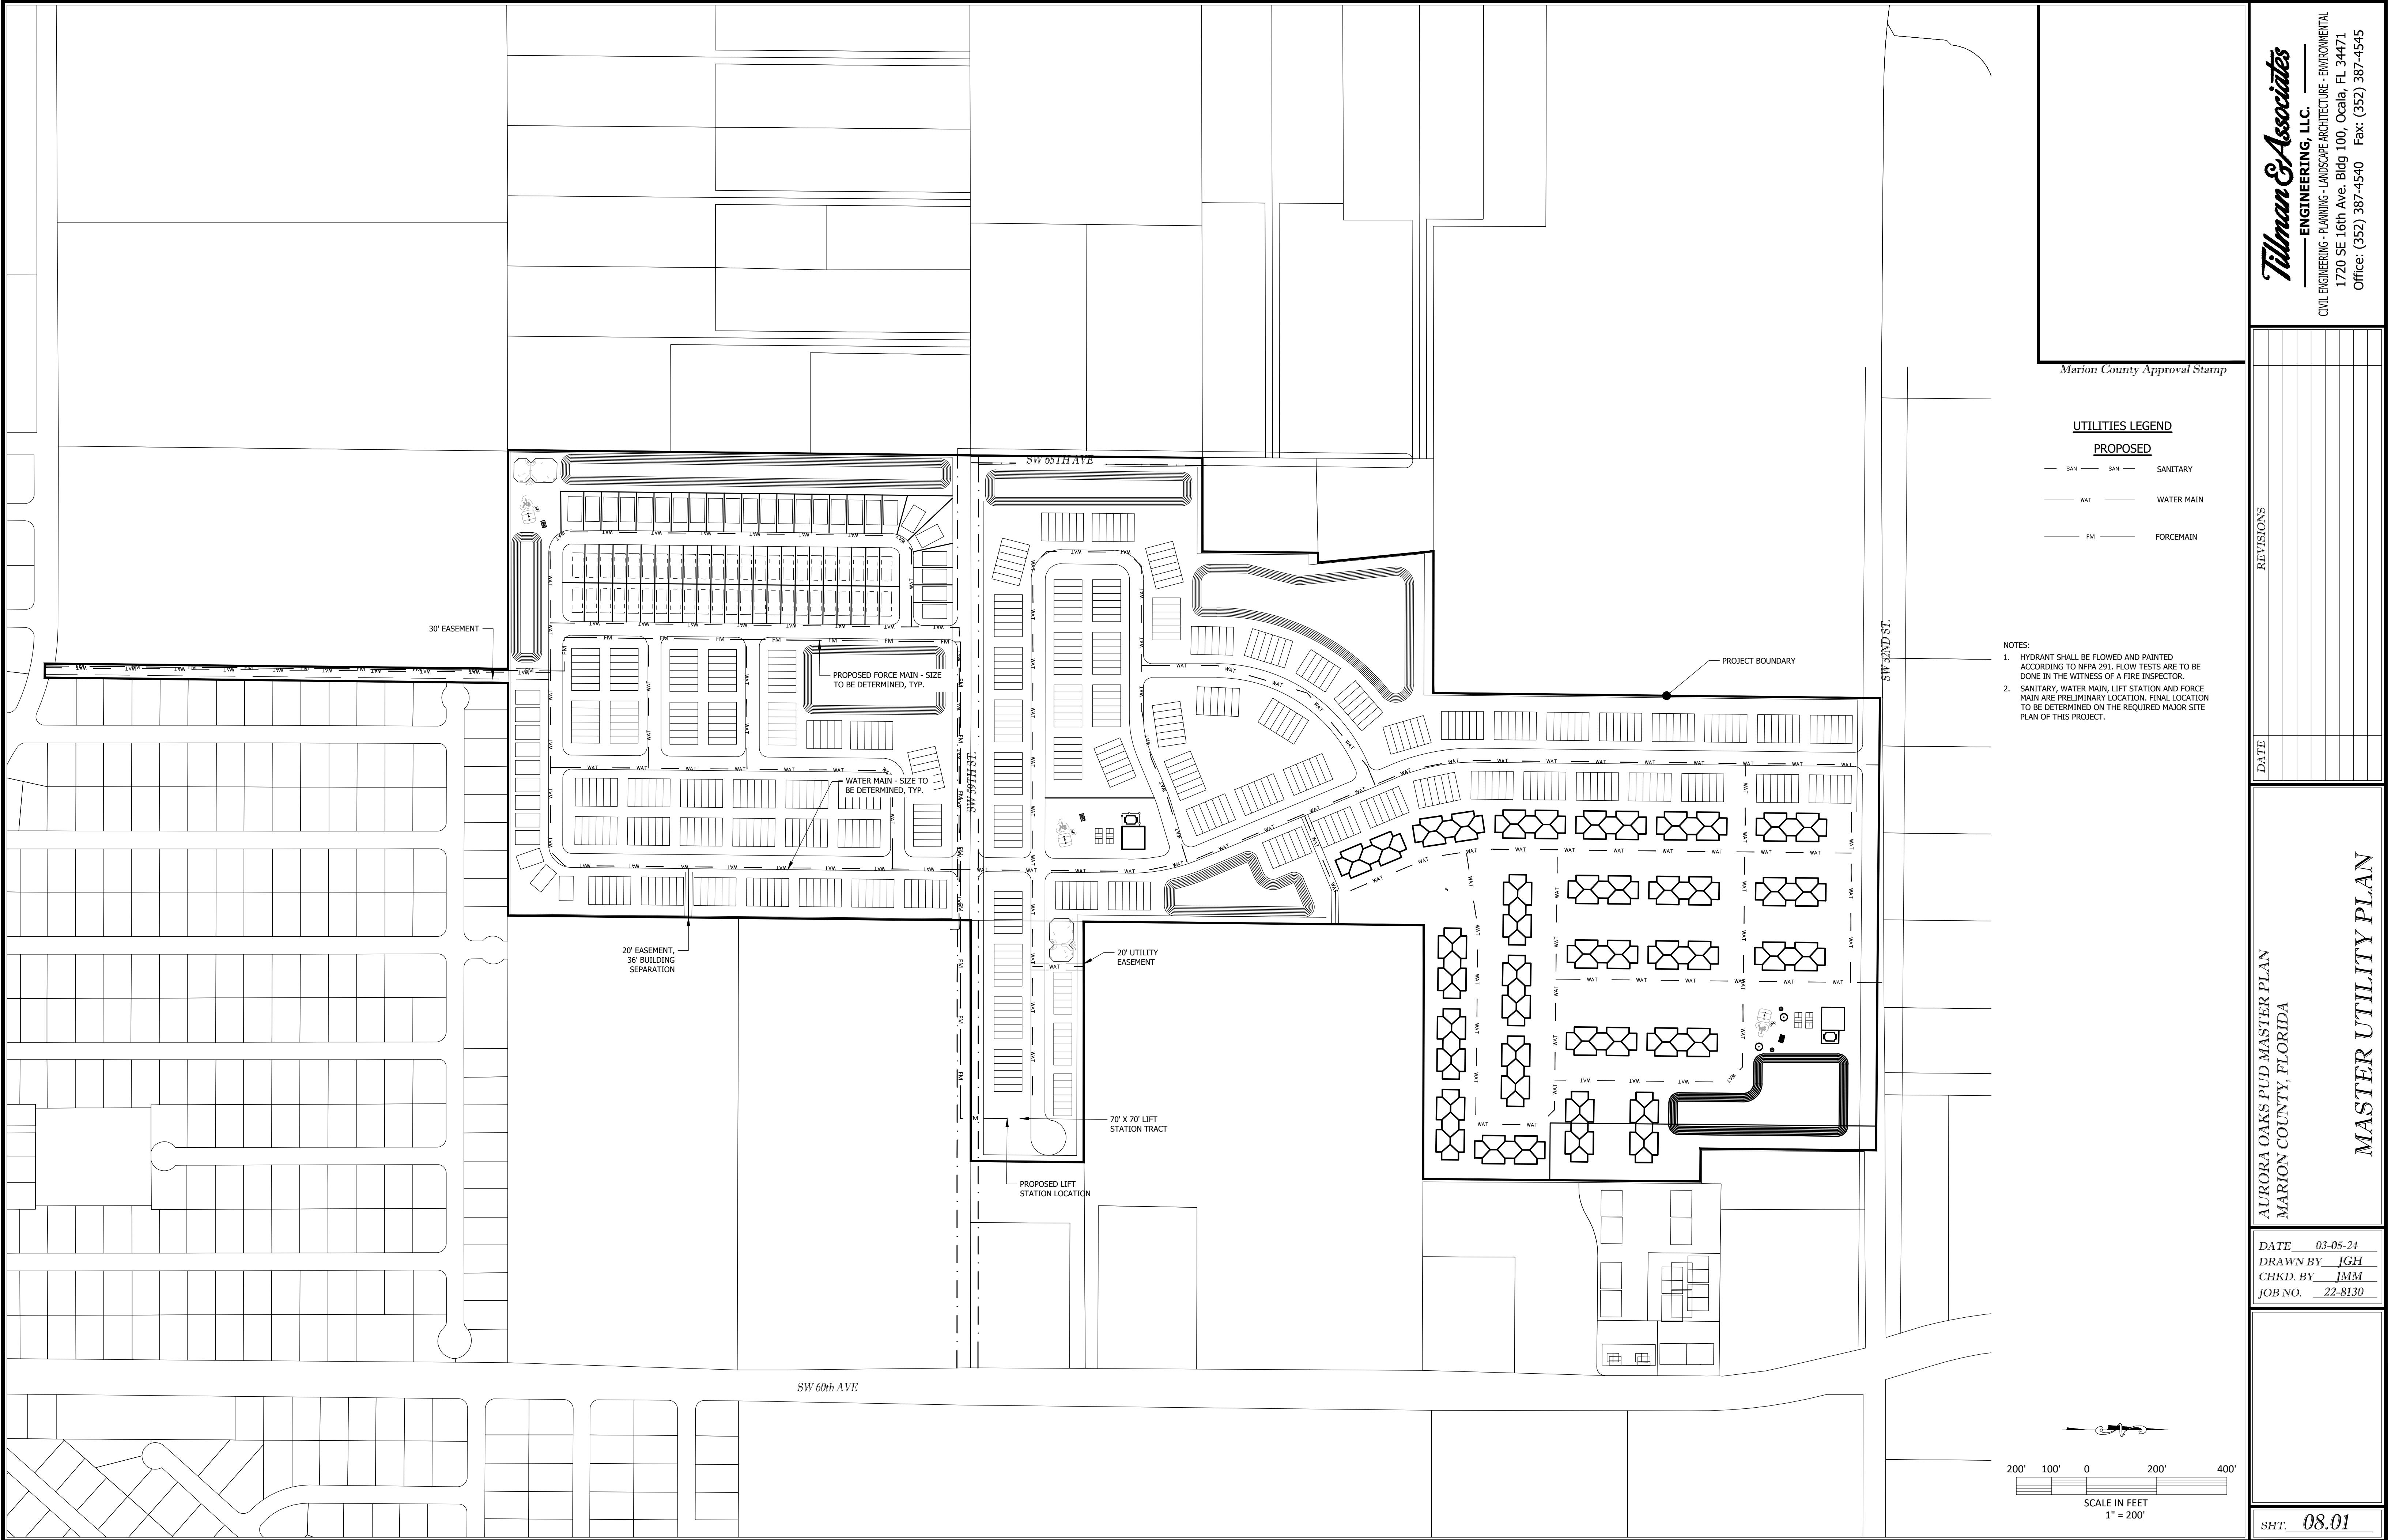 SW 65TH AVE
30' EASEMENT
PROPOSED FORCE MAIN - SIZE
TO BE DETERMINED, TYP.
WATER MAIN - SIZE TO
BE DETERMINED, TYP.
SW 59TH ST.
SW 59TH ST.
PROJECT BOUNDARY
SW 52ND ST.
20' EASEMENT,
36' BUILDING
SEPARATION
20' UTILITY
EASEMENT
70' X 70' LIFT
STATION TRACT
PROPOSED LIFT
STATION LOCATION
SW 60th AVE
WAT
FM
Marion County Approval Stamp
UTILITIES LEGEND
PROPOSED
SAN SAN SANITARY
WAT WATER MAIN
FM FORCEMAIN
NOTES:
1. HYDRANT SHALL BE FLOWED AND PAINTED
ACCORDING TO NFPA 291. FLOW TESTS ARE TO BE
DONE IN THE WITNESS OF A FIRE INSPECTOR.
2. SANITARY, WATER MAIN, LIFT STATION AND FORCE
MAIN ARE PRELIMINARY LOCATION. FINAL LOCATION
TO BE DETERMINED ON THE REQUIRED MAJOR SITE
PLAN OF THIS PROJECT.
200' 100' 0 200' 400'
SCALE IN FEET
1" = 200'
Tillman & Associates
ENGINEERING, LLC.
CIVIL ENGINEERING - PLANNING - LANDSCAPE ARCHITECTURE - ENVIRONMENTAL
1720 SE 16th Ave. Bldg 100, Ocala, FL 34471
Office: (352) 387-4540 Fax: (352) 387-4545
DATE REVISIONS
AURORA OAKS PUD MASTER PLAN
MARION COUNTY, FLORIDA
MASTER UTILITY PLAN
DATE 03-05-24
DRAWN BY JGH
CHKD. BY JMM
JOB NO. 22-8130
SHT. 08.01